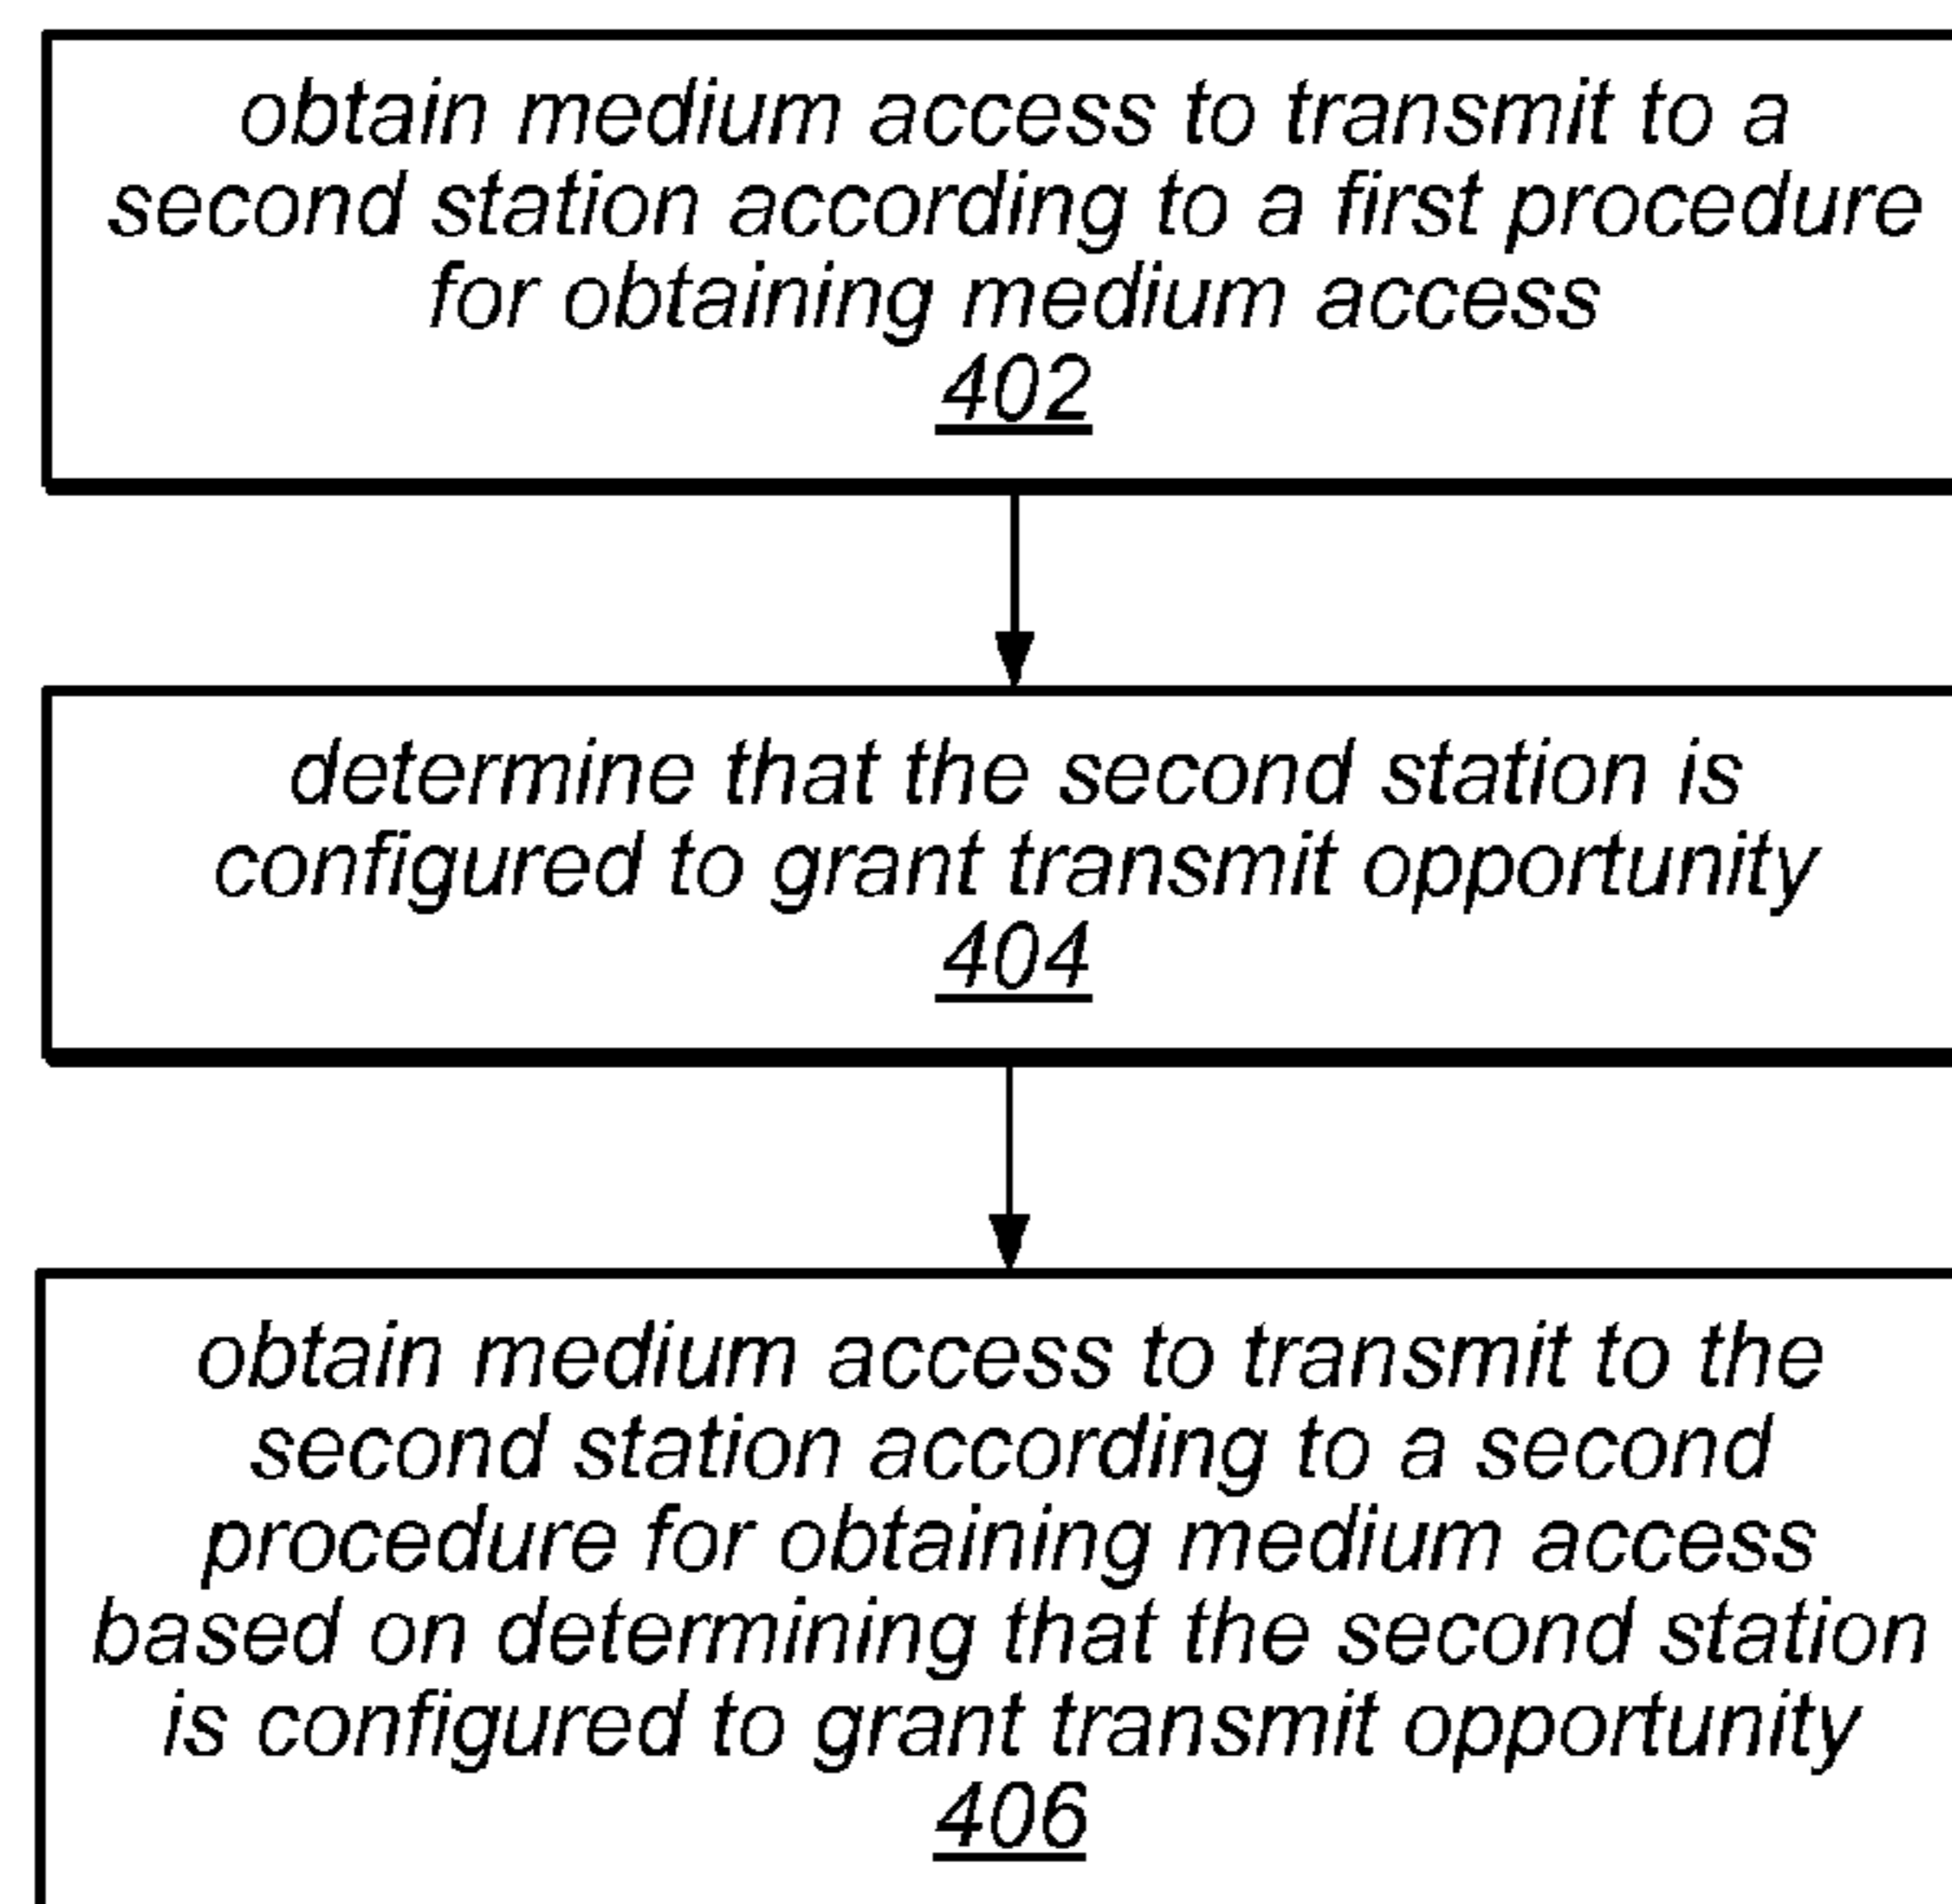 obtain medium access to transmit to a
second station according to a first procedure
for obtaining medium access
402
determine that the second station is
configured to grant transmit opportunity
404
obtain medium access to transmit to the
second station according to a second
procedure for obtaining medium access
based on determining that the second station
is configured to grant transmit opportunity
406